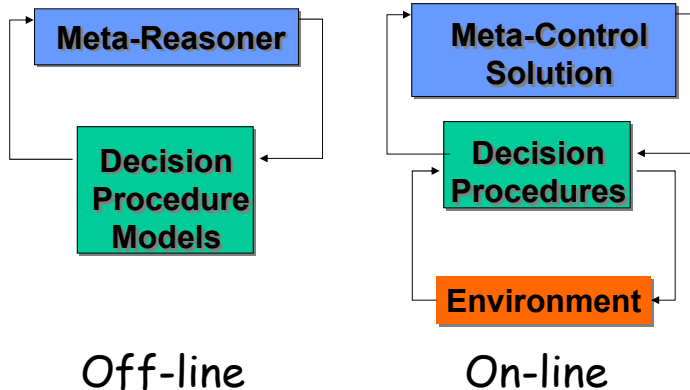 Meta-Reasoner
Decision
Procedure
Models
Off-line
Meta-Control
Solution
Decision
Procedures
Environment
On-line